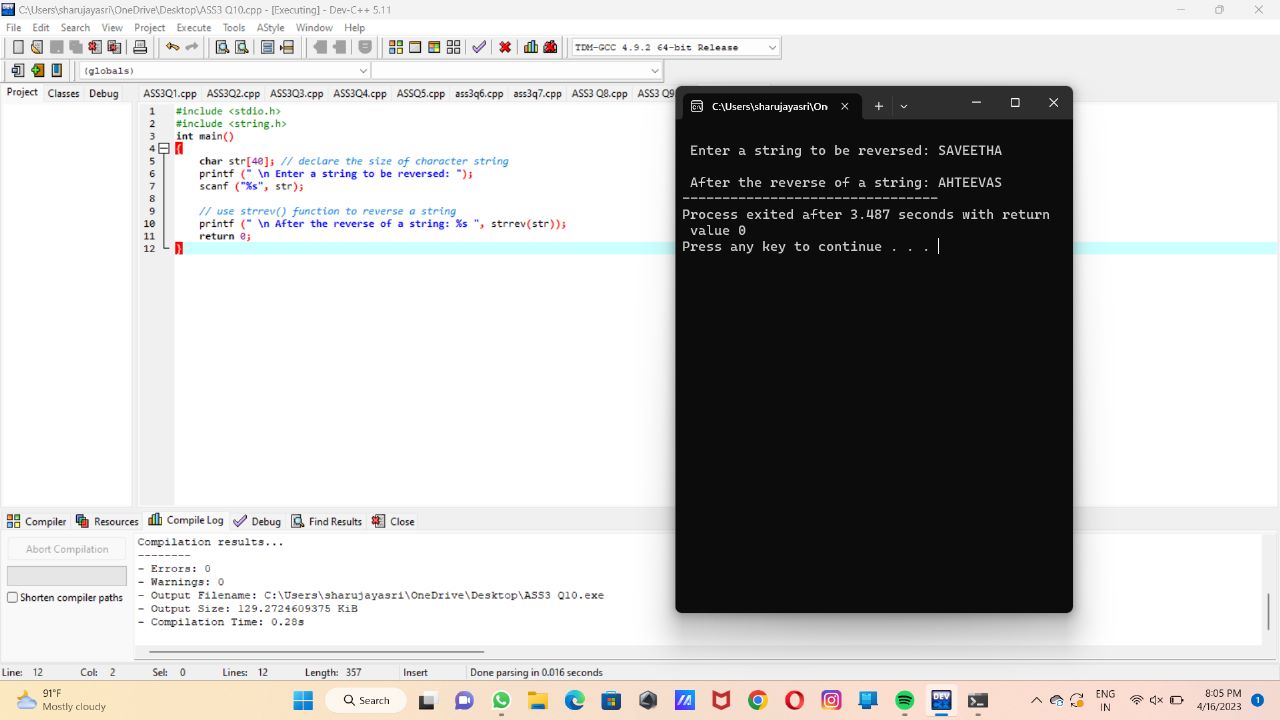 C:\Users\sharujayasri\OneDrive\Desktop\ASS3 Q10.cpp - [Executing] - Dev-C++ 5.11
File Edit Search View Project Execute Tools AStyle Window Help
TDM-GCC 4.9.2 64-bit Release
(globals)
Project Classes Debug
ASS3Q1.cpp ASS3Q2.cpp ASS3Q3.cpp ASS3Q4.cpp ASSQ5.cpp ass3q6.cpp ass3q7.cpp ASS3 Q8.cpp ASS3 Q9
1 #include <stdio.h>
2 #include <string.h>
3 int main()
4 {
5 char str[40]; // declare the size of character string
6 printf (" \n Enter a string to be reversed: ");
7 scanf ("%s", str);
8
9 // use strrev() function to reverse a string
10 printf (" \n After the reverse of a string: %s ", strrev(str));
11 return 0;
12 }
C:\Users\sharujayasri\One
Enter a string to be reversed: SAVEETHA
After the reverse of a string: AHTEEVAS
--------------------------------
Process exited after 3.487 seconds with return
value 0
Press any key to continue . . .
Compiler Resources Compile Log Debug Find Results Close
Abort Compilation
Shorten compiler paths
Compilation results...
--------
- Errors: 0
- Warnings: 0
- Output Filename: C:\Users\sharujayasri\OneDrive\Desktop\ASS3 Q10.exe
- Output Size: 129.2724609375 KiB
- Compilation Time: 0.28s
Line: 12 Col: 2 Sel: 0 Lines: 12 Length: 357 Insert Done parsing in 0.016 seconds
91°F
Mostly cloudy
Search
DEV
ENG
IN
8:05 PM
4/16/2023
1